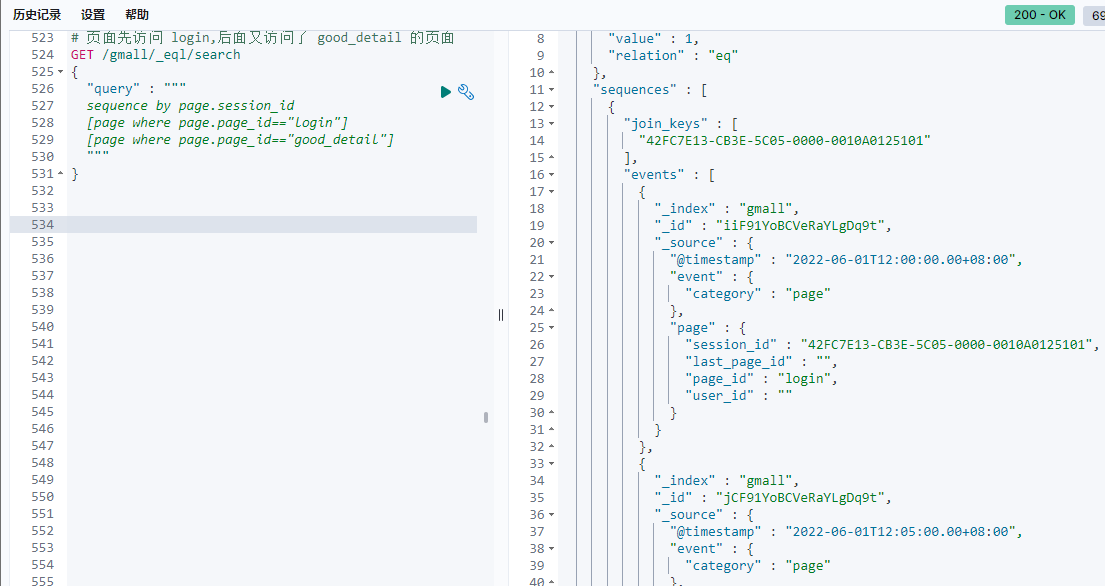 历史记录 设置 帮助
200 - OK 69
523 # 页面先访问 login,后面又访问了 good_detail 的页面
524 GET /gmall/_eql/search
525 {
526 "query" : """
527 sequence by page.session_id
528 [page where page.page_id=="login"]
529 [page where page.page_id=="good_detail"]
530 """
531 }
532
533
534
535
536
537
538
539
540
541
542
543
544
545
546
547
548
549
550
551
552
553
554
555
8 "value" : 1,
9 "relation" : "eq"
10 },
11 "sequences" : [
12 {
13 "join_keys" : [
14 "42FC7E13-CB3E-5C05-0000-0010A0125101"
15 ],
16 "events" : [
17 {
18 "_index" : "gmall",
19 "_id" : "iiF91YoBCVeRaYLgDq9t",
20 "_source" : {
21 "@timestamp" : "2022-06-01T12:00:00.00+08:00",
22 "event" : {
23 "category" : "page"
24 },
25 "page" : {
26 "session_id" : "42FC7E13-CB3E-5C05-0000-0010A0125101",
27 "last_page_id" : "",
28 "page_id" : "login",
29 "user_id" : ""
30 }
31 }
32 },
33 {
34 "_index" : "gmall",
35 "_id" : "jCF91YoBCVeRaYLgDq9t",
36 "_source" : {
37 "@timestamp" : "2022-06-01T12:05:00.00+08:00",
38 "event" : {
39 "category" : "page"
40 },